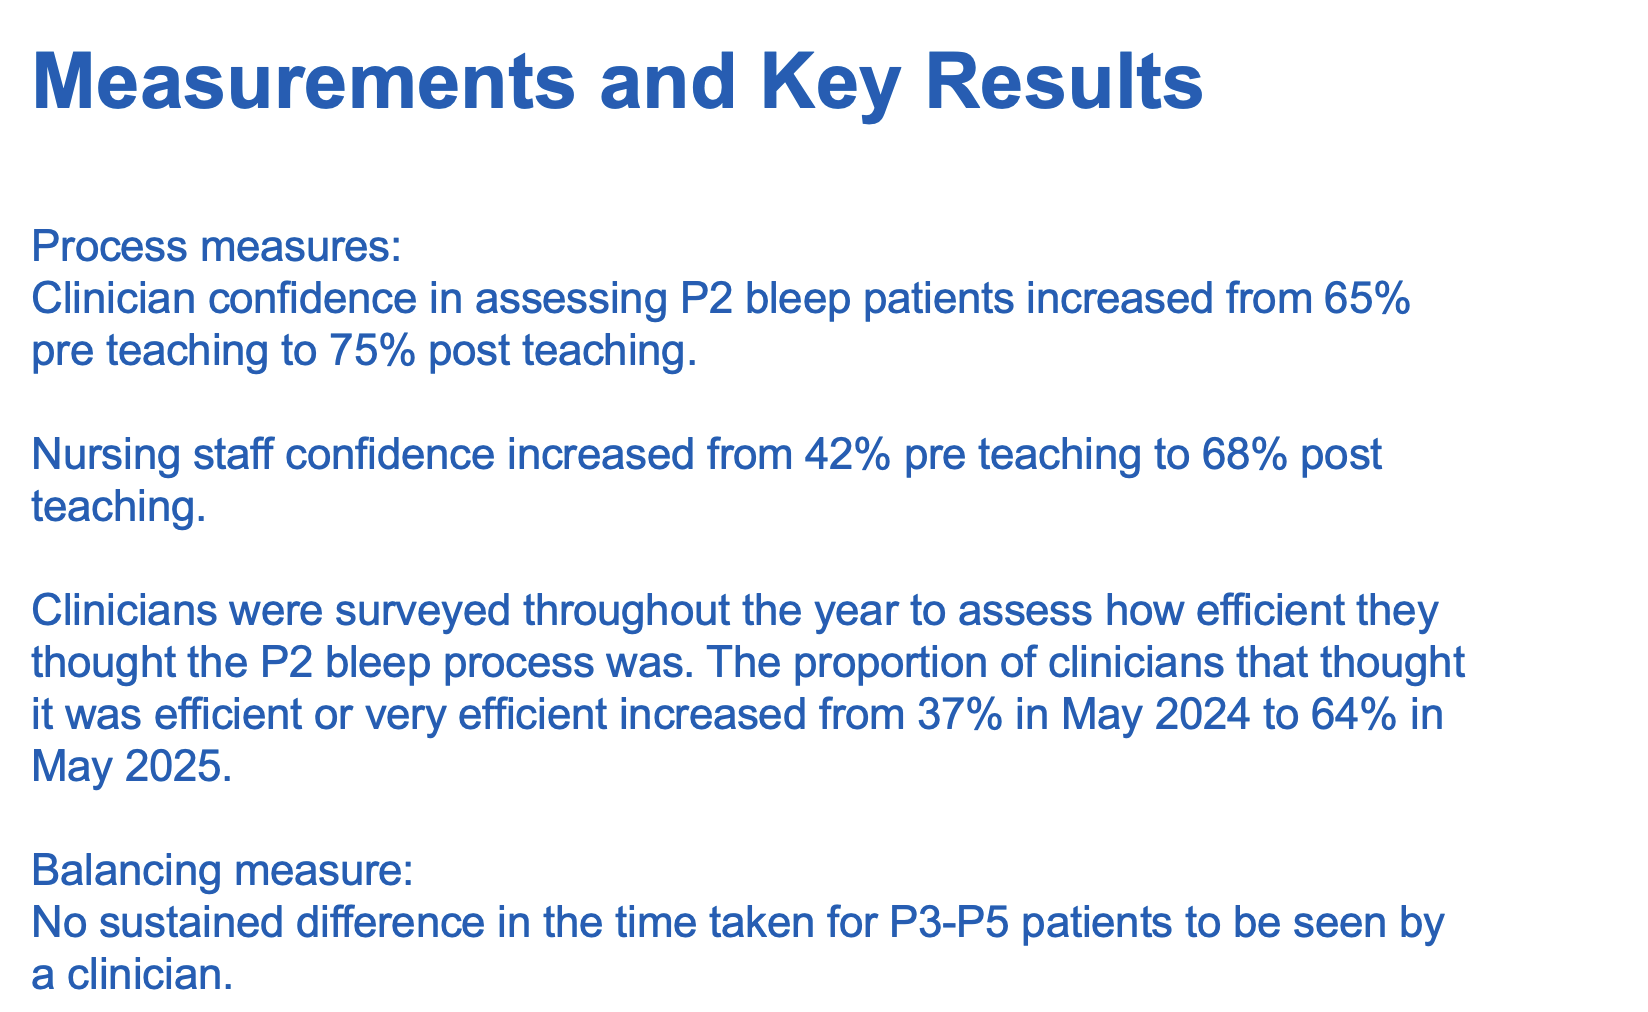 Measurements and Key Results
Process measures:
Clinician confidence in assessing P2 bleep patients increased from 65%
pre teaching to 75% post teaching.
Nursing staff confidence increased from 42% pre teaching to 68% post
teaching.
Clinicians were surveyed throughout the year to assess how efficient they
thought the P2 bleep process was. The proportion of clinicians that thought
it was efficient or very efficient increased from 37% in May 2024 to 64% in
May 2025.
Balancing measure:
No sustained difference in the time taken for P3-P5 patients to be seen by
a clinician.